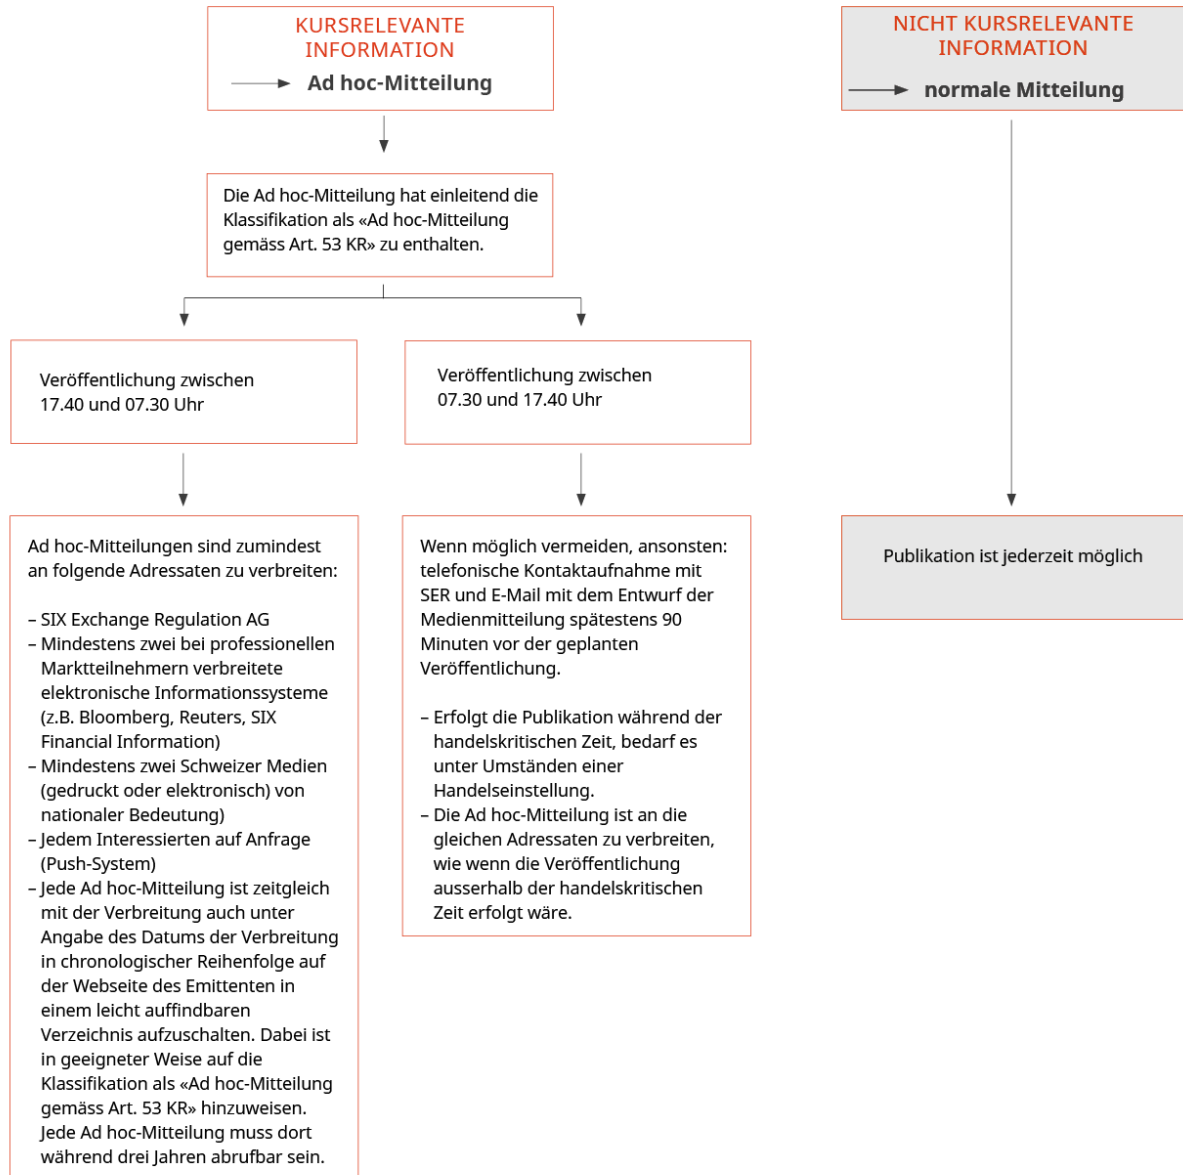 KURSRELEVANTE
INFORMATION
Ad hoc-Mitteilung
Die Ad hoc-Mitteilung hat einleitend die
Klassifikation als «Ad hoc-Mitteilung
gemäss Art. 53 KR» zu enthalten.
Veröffentlichung zwischen
17.40 und 07.30 Uhr
Ad hoc-Mitteilungen sind zumindest
an folgende Adressaten zu verbreiten:
– SIX Exchange Regulation AG
– Mindestens zwei bei professionellen
Marktteilnehmern verbreitete
elektronische Informationssysteme
(z.B. Bloomberg, Reuters, SIX
Financial Information)
– Mindestens zwei Schweizer Medien
(gedruckt oder elektronisch) von
nationaler Bedeutung)
– Jedem Interessierten auf Anfrage
(Push-System)
– Jede Ad hoc-Mitteilung ist zeitgleich
mit der Verbreitung auch unter
Angabe des Datums der Verbreitung
in chronologischer Reihenfolge auf
der Webseite des Emittenten in
einem leicht auffindbaren
Verzeichnis aufzuschalten. Dabei ist
in geeigneter Weise auf die
Klassifikation als «Ad hoc-Mitteilung
gemäss Art. 53 KR» hinzuweisen.
Jede Ad hoc-Mitteilung muss dort
während drei Jahren abrufbar sein.
Veröffentlichung zwischen
07.30 und 17.40 Uhr
Wenn möglich vermeiden, ansonsten:
telefonische Kontaktaufnahme mit
SER und E-Mail mit dem Entwurf der
Medienmitteilung spätestens 90
Minuten vor der geplanten
Veröffentlichung.
– Erfolgt die Publikation während der
handelskritischen Zeit, bedarf es
unter Umständen einer
Handelseinstellung.
– Die Ad hoc-Mitteilung ist an die
gleichen Adressaten zu verbreiten,
wie wenn die Veröffentlichung
ausserhalb der handelskritischen
Zeit erfolgt wäre.
NICHT KURSRELEVANTE
INFORMATION
normale Mitteilung
Publikation ist jederzeit möglich